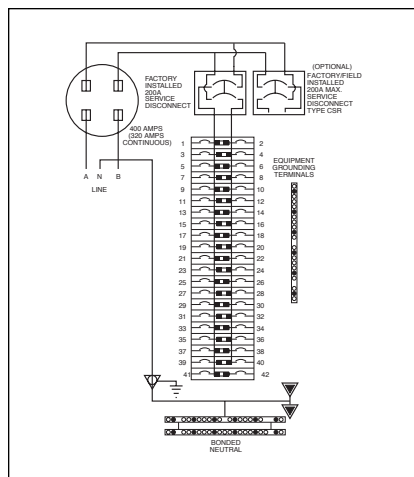 (OPTIONAL)
FACTORY
INSTALLED
200A
SERVICE
DISCONNECT
FACTORY/FIELD
INSTALLED
200A MAX.
SERVICE
DISCONNECT
TYPE CSR
400 AMPS
(320 AMPS
CONTINUOUS)
A N B
LINE
EQUIPMENT
GROUNDING
TERMINALS
1 2
3 4
5 6
7 8
9 10
11 12
13 14
15 16
17 18
19 20
21 22
23 24
25 26
27 28
29 30
31 32
33 34
35 36
37 38
39 40
41 42
BONDED
NEUTRAL